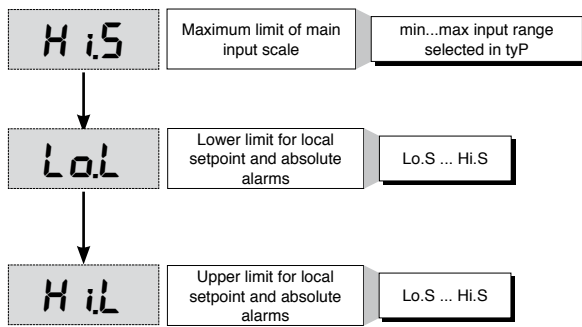 Hi.S
Maximum limit of main
input scale
min...max input range
selected in tyP
Lo.L
Lower limit for local
setpoint and absolute
alarms
Lo.S ... Hi.S
Hi.L
Upper limit for local
setpoint and absolute
alarms
Lo.S ... Hi.S